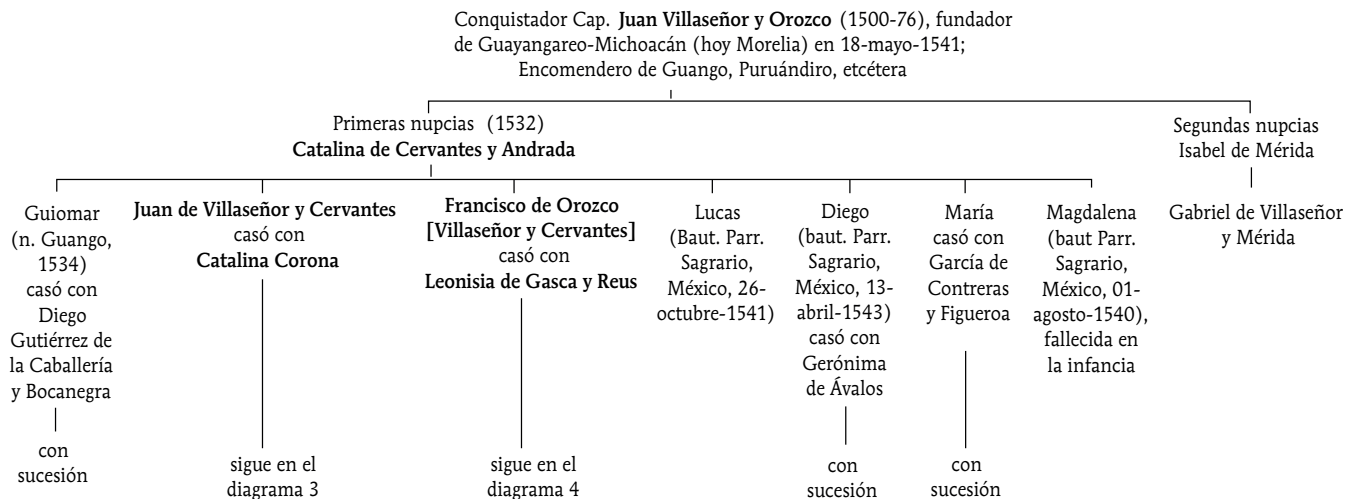 Conquistador Cap. Juan Villaseñor y Orozco (1500-76), fundador
de Guayangareo-Michoacán (hoy Morelia) en 18-mayo-1541;
Encomendero de Guango, Puruándiro, etcétera
Primeras nupcias (1532)
Catalina de Cervantes y Andrada
Segundas nupcias
Isabel de Mérida
Guiomar
(n. Guango,
1534)
casó con
Diego
Gutiérrez de
la Caballería
y Bocanegra
con
sucesión
Juan de Villaseñor y Cervantes
casó con
Catalina Corona
sigue en el
diagrama 3
Francisco de Orozco
[Villaseñor y Cervantes]
casó con
Leonisia de Gasca y Reus
sigue en el
diagrama 4
Lucas
(Baut. Parr.
Sagrario,
México, 26-
octubre-1541)
Diego
(baut. Parr.
Sagrario,
México, 13-
abril-1543)
casó con
Gerónima
de Ávalos
con
sucesión
María
casó con
García de
Contreras
y Figueroa
con
sucesión
Magdalena
(baut Parr.
Sagrario,
México, 01-
agosto-1540),
fallecida en
la infancia
Gabriel de Villaseñor
y Mérida